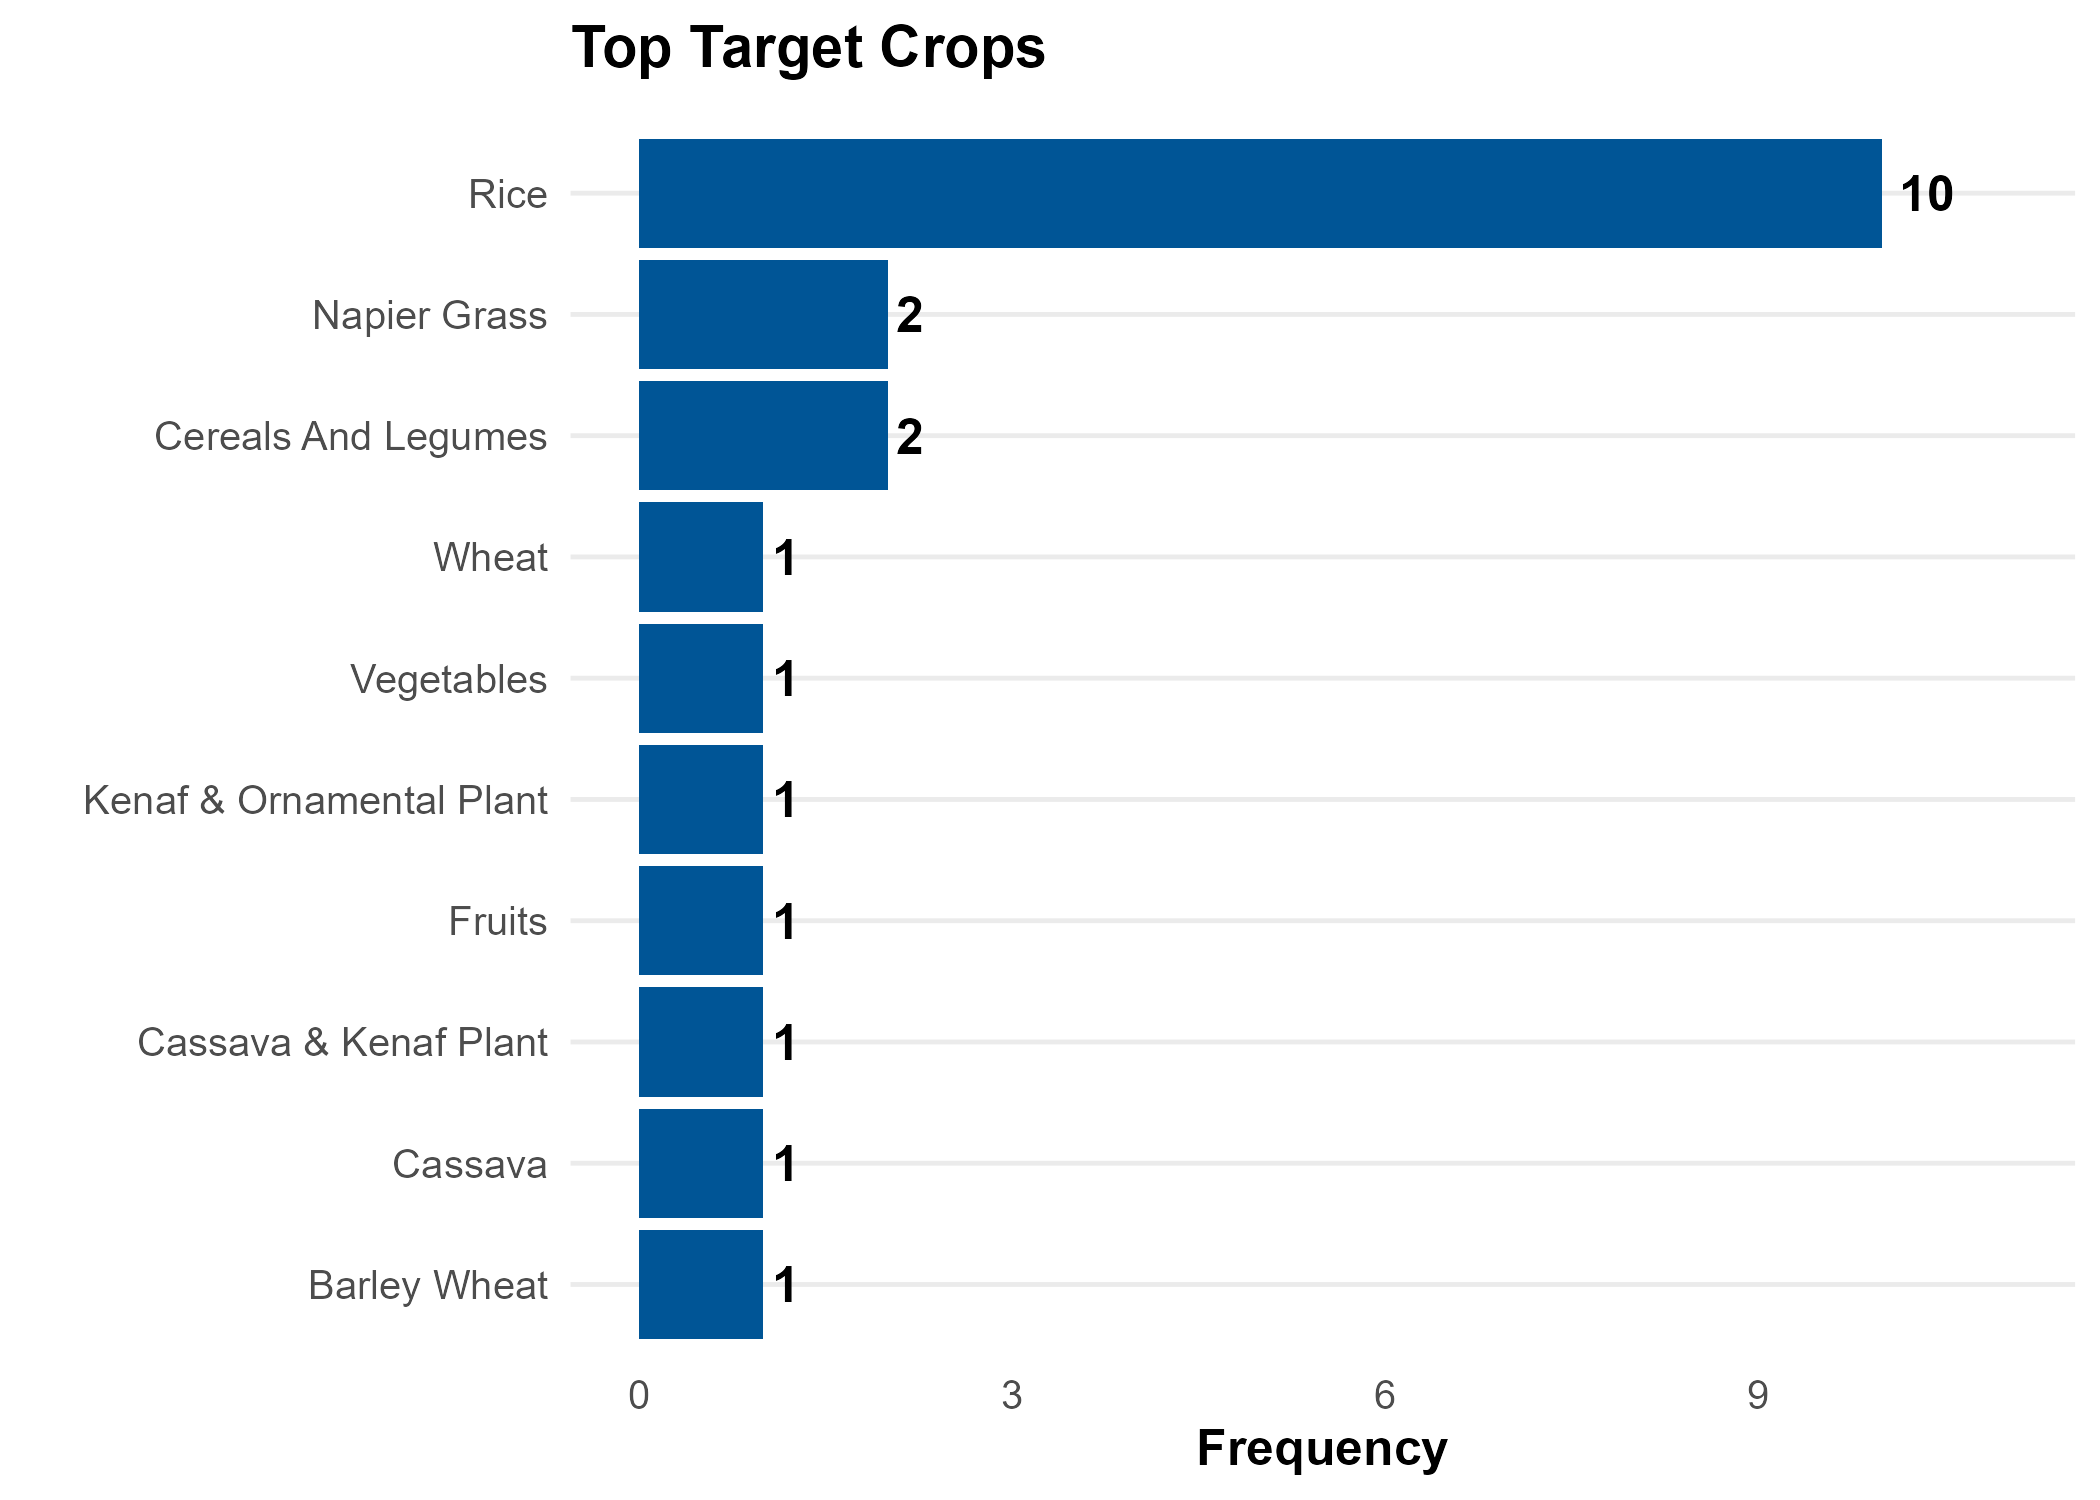 Top Target Crops
Rice 10
Napier Grass 2
Cereals And Legumes 2
Wheat 1
Vegetables 1
Kenaf & Ornamental Plant 1
Fruits 1
Cassava & Kenaf Plant 1
Cassava 1
Barley Wheat 1
0 3 6 9
Frequency